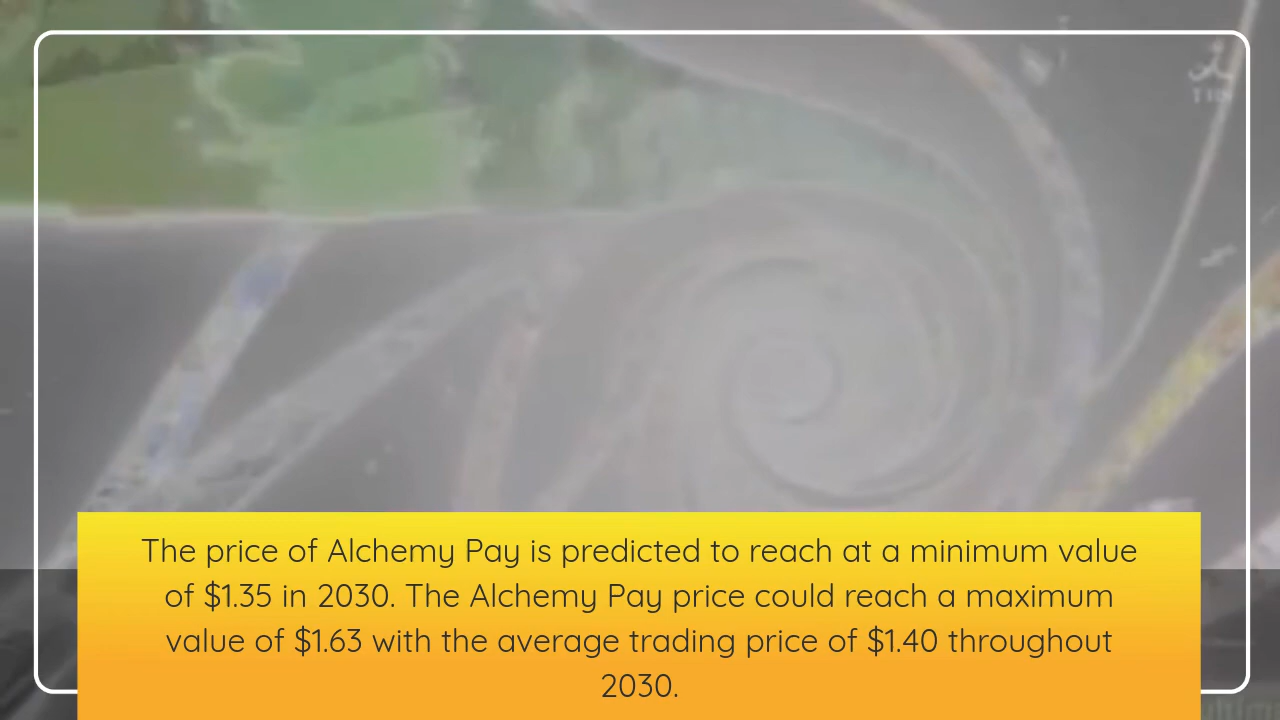 The price of Alchemy Pay is predicted to reach at a minimum value
of $1.35 in 2030. The Alchemy Pay price could reach a maximum
value of $1.63 with the average trading price of $1.40 throughout
2030.